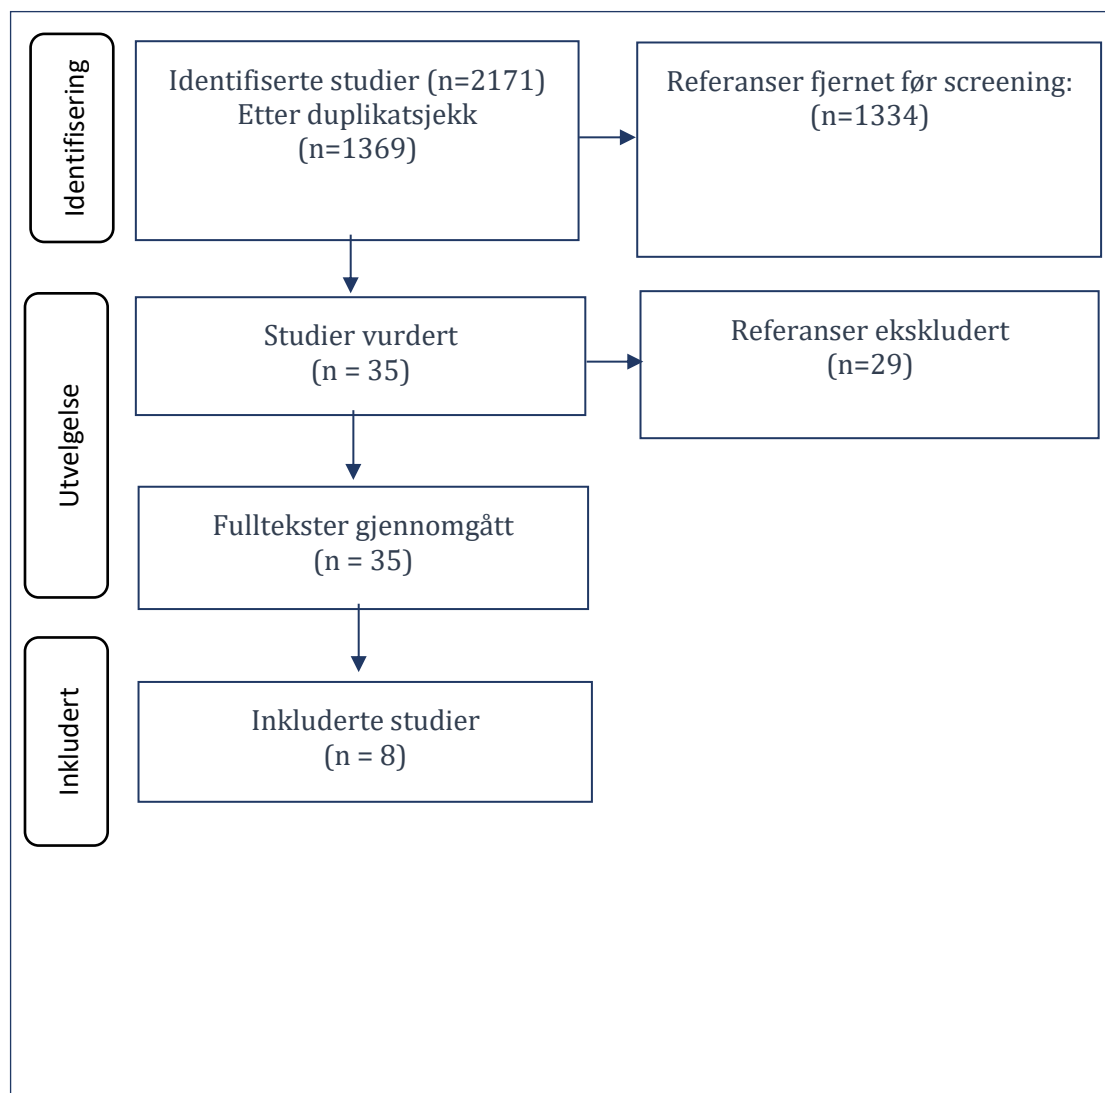 Identifisering
Identifiserte studier (n=2171)
Etter duplikatsjekk
(n=1369)
Referanser fjernet før screening:
(n=1334)
Utvelgelse
Studier vurdert
(n = 35)
Referanser ekskludert
(n=29)
Fulltekster gjennomgått
(n = 35)
Inkludert
Inkluderte studier
(n = 8)